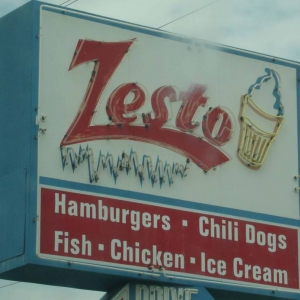 Zesto
Hamburgers · Chili Dogs
Fish · Chicken · Ice Cream